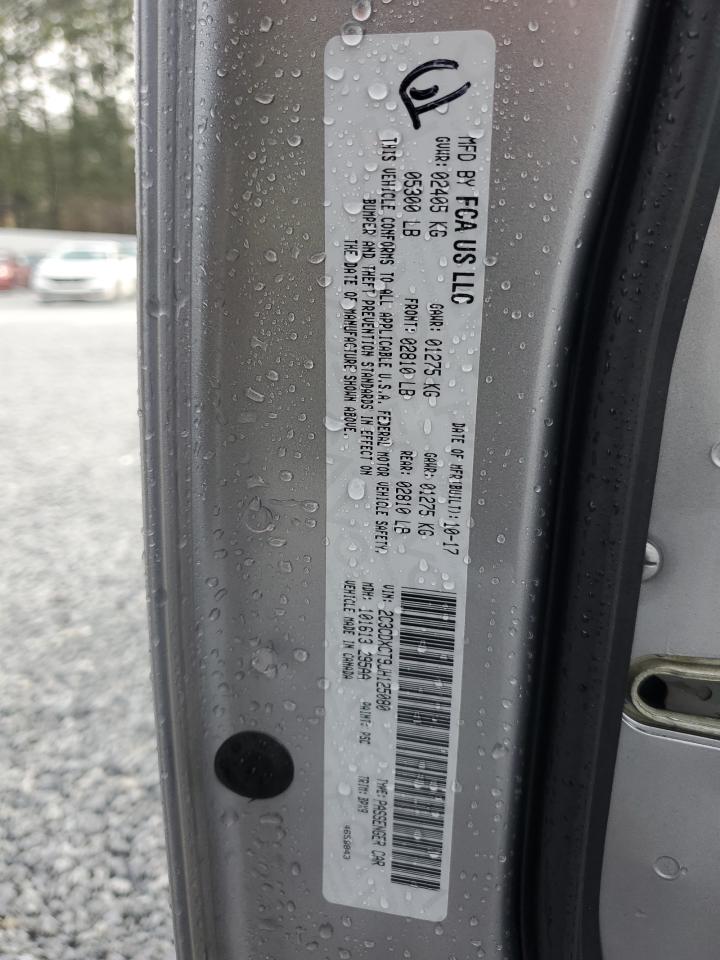 MFD BY FCA US LLC
DATE OF MFR(BUILT): 10-17
GVWR: 02405 KG
GAWR: 01275 KG
GAWR: 01275 KG
05300 LB
FRONT: 02810 LB
REAR: 02810 LB
THIS VEHICLE CONFORMS TO ALL APPLICABLE U.S.A. FEDERAL MOTOR VEHICLE SAFETY,
BUMPER AND THEFT PREVENTION STANDARDS IN EFFECT ON
THE DATE OF MANUFACTURE SHOWN ABOVE.
VIN: 2C3CDXCT9JH125080
TYPE: PASSENGER CAR
MDH: 101613 295AA
PAINT: PSC
TRIM: BPX9
VEHICLE MADE IN CANADA